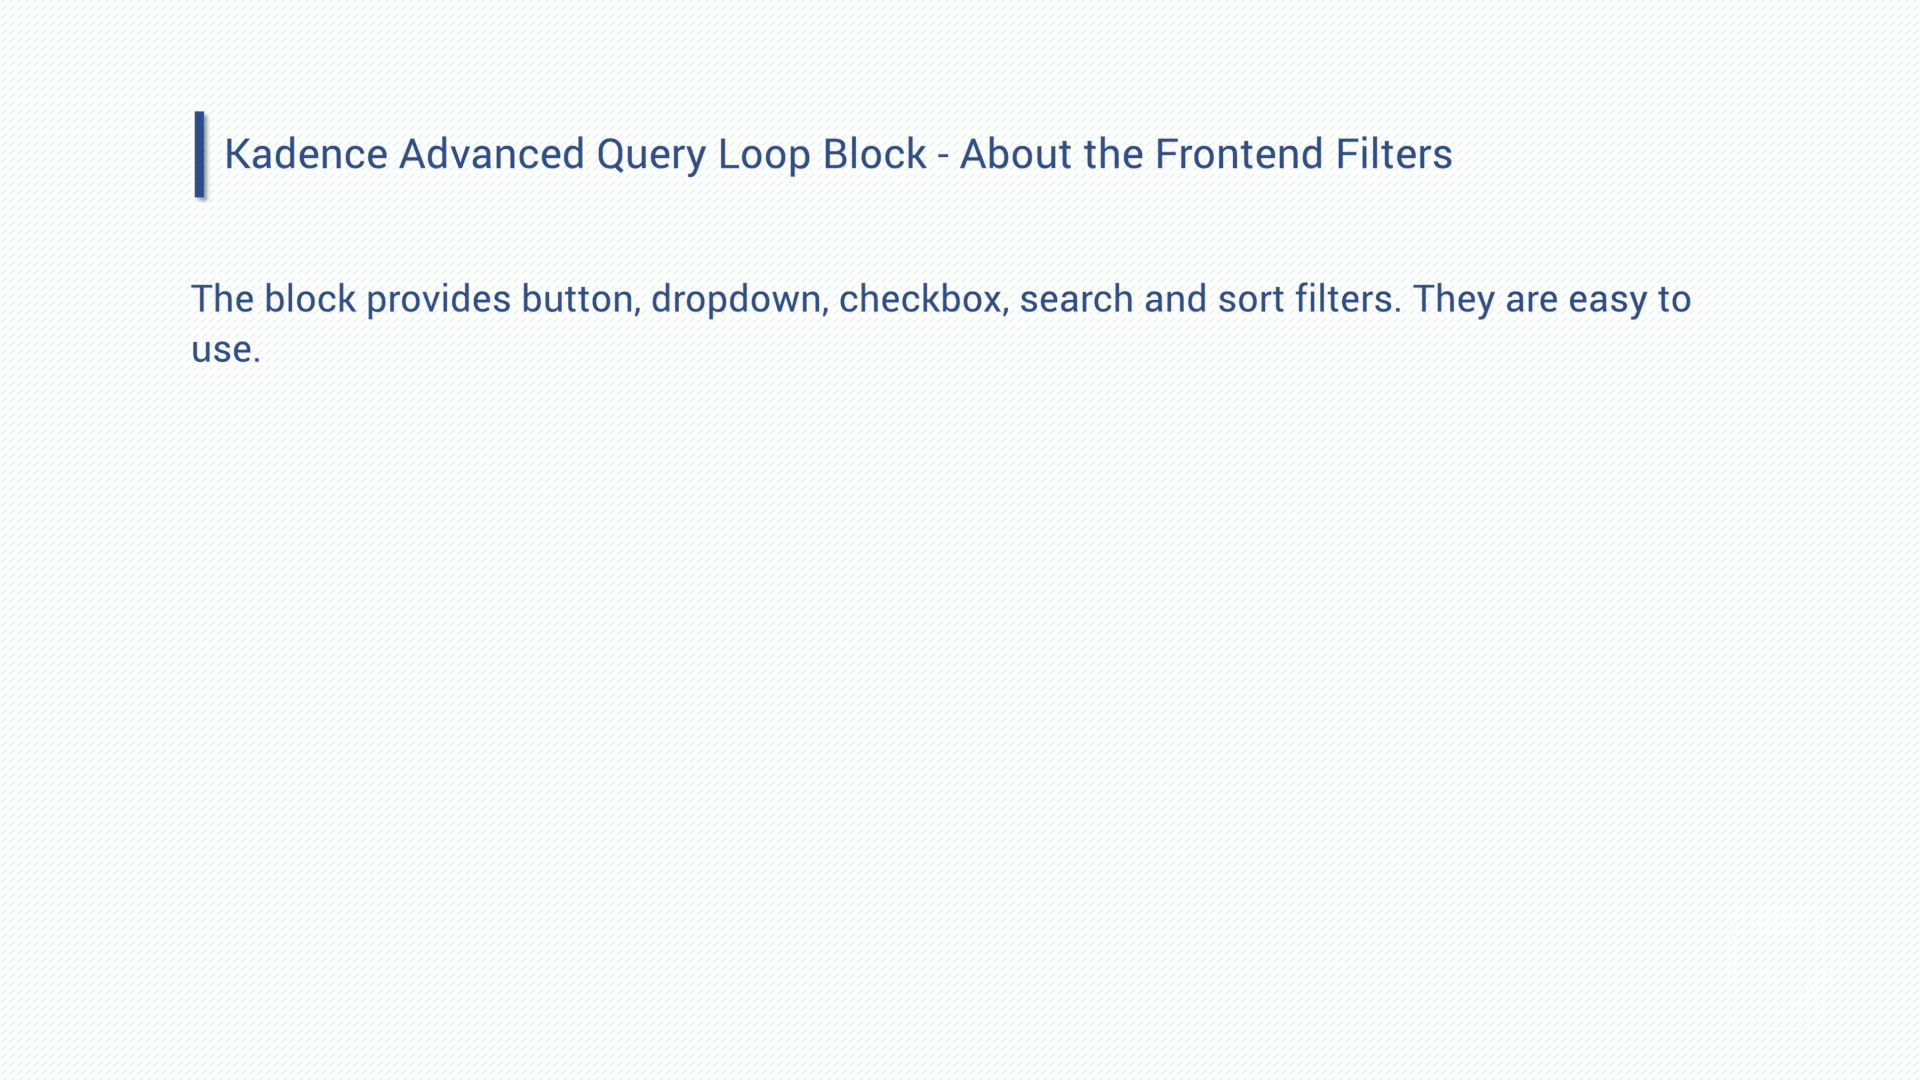 Kadence Advanced Query Loop Block - About the Frontend Filters
The block provides button, dropdown, checkbox, search and sort filters. They are easy to
use.